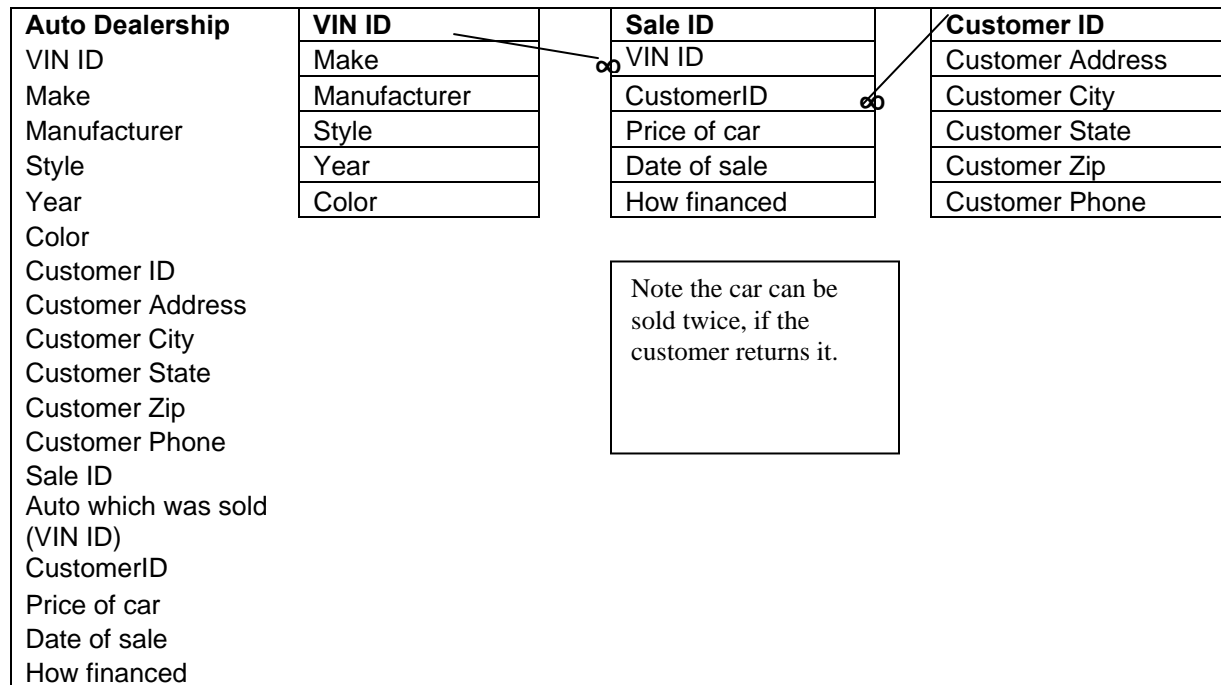 Auto Dealership
VIN ID
Make
Manufacturer
Style
Year
Color
Customer ID
Customer Address
Customer City
Customer State
Customer Zip
Customer Phone
Sale ID
Auto which was sold
(VIN ID)
CustomerID
Price of car
Date of sale
How financed
VIN ID
Make
Manufacturer
Style
Year
Color
Sale ID
∞ VIN ID
CustomerID ∞
Price of car
Date of sale
How financed
Customer ID
Customer Address
Customer City
Customer State
Customer Zip
Customer Phone
Note the car can be
sold twice, if the
customer returns it.